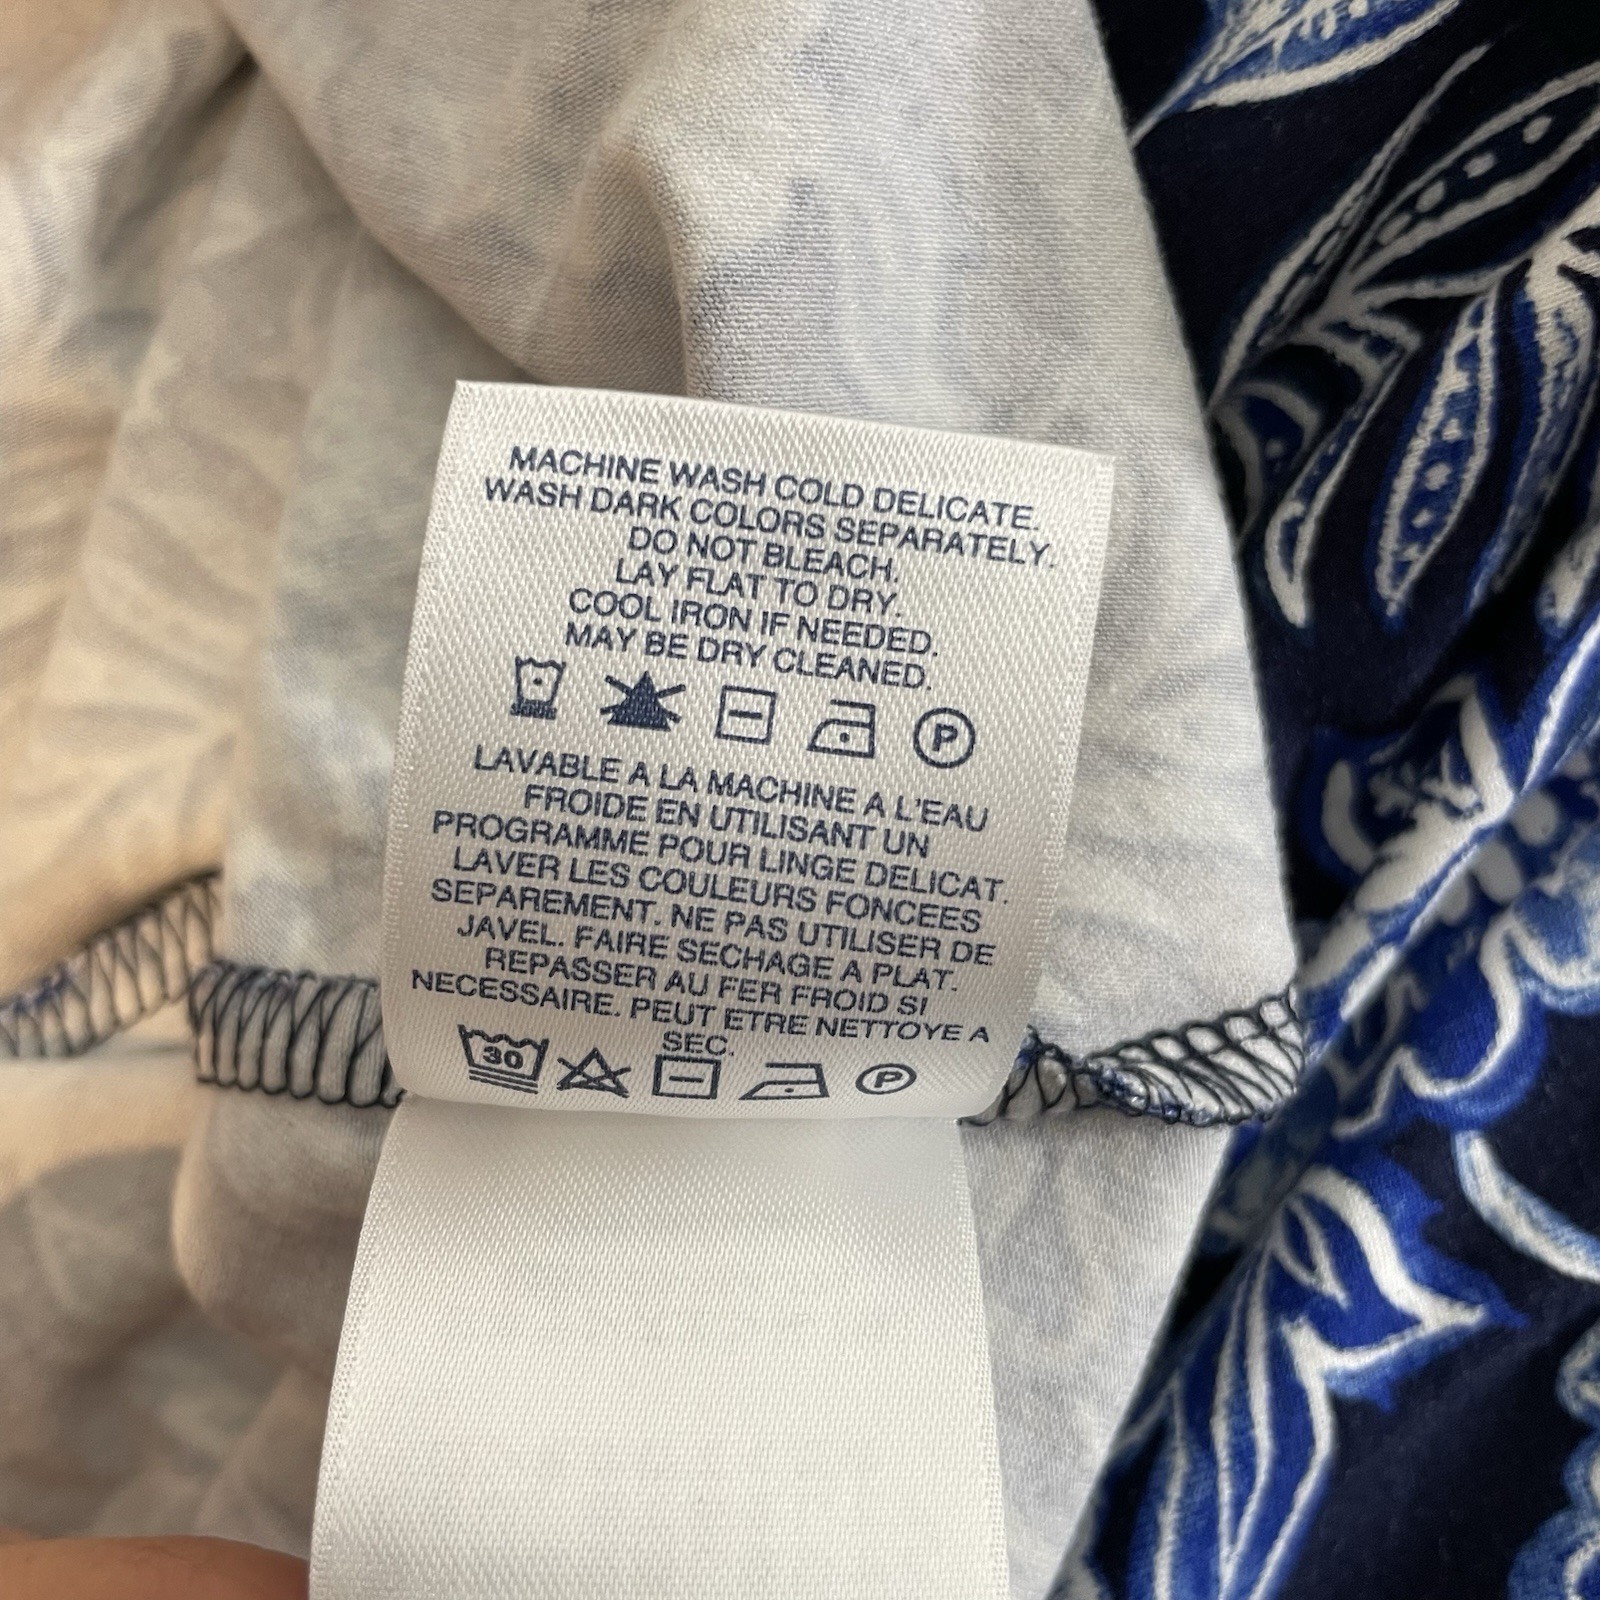 MACHINE WASH COLD DELICATE.
WASH DARK COLORS SEPARATELY.
DO NOT BLEACH.
LAY FLAT TO DRY.
COOL IRON IF NEEDED.
MAY BE DRY CLEANED.
P
LAVABLE A LA MACHINE A L'EAU
FROIDE EN UTILISANT UN
PROGRAMME POUR LINGE DELICAT.
LAVER LES COULEURS FONCEES
SEPAREMENT. NE PAS UTILISER DE
JAVEL. FAIRE SECHAGE A PLAT.
REPASSER AU FER FROID SI
NECESSAIRE. PEUT ETRE NETTOYE A
SEC.
30 P